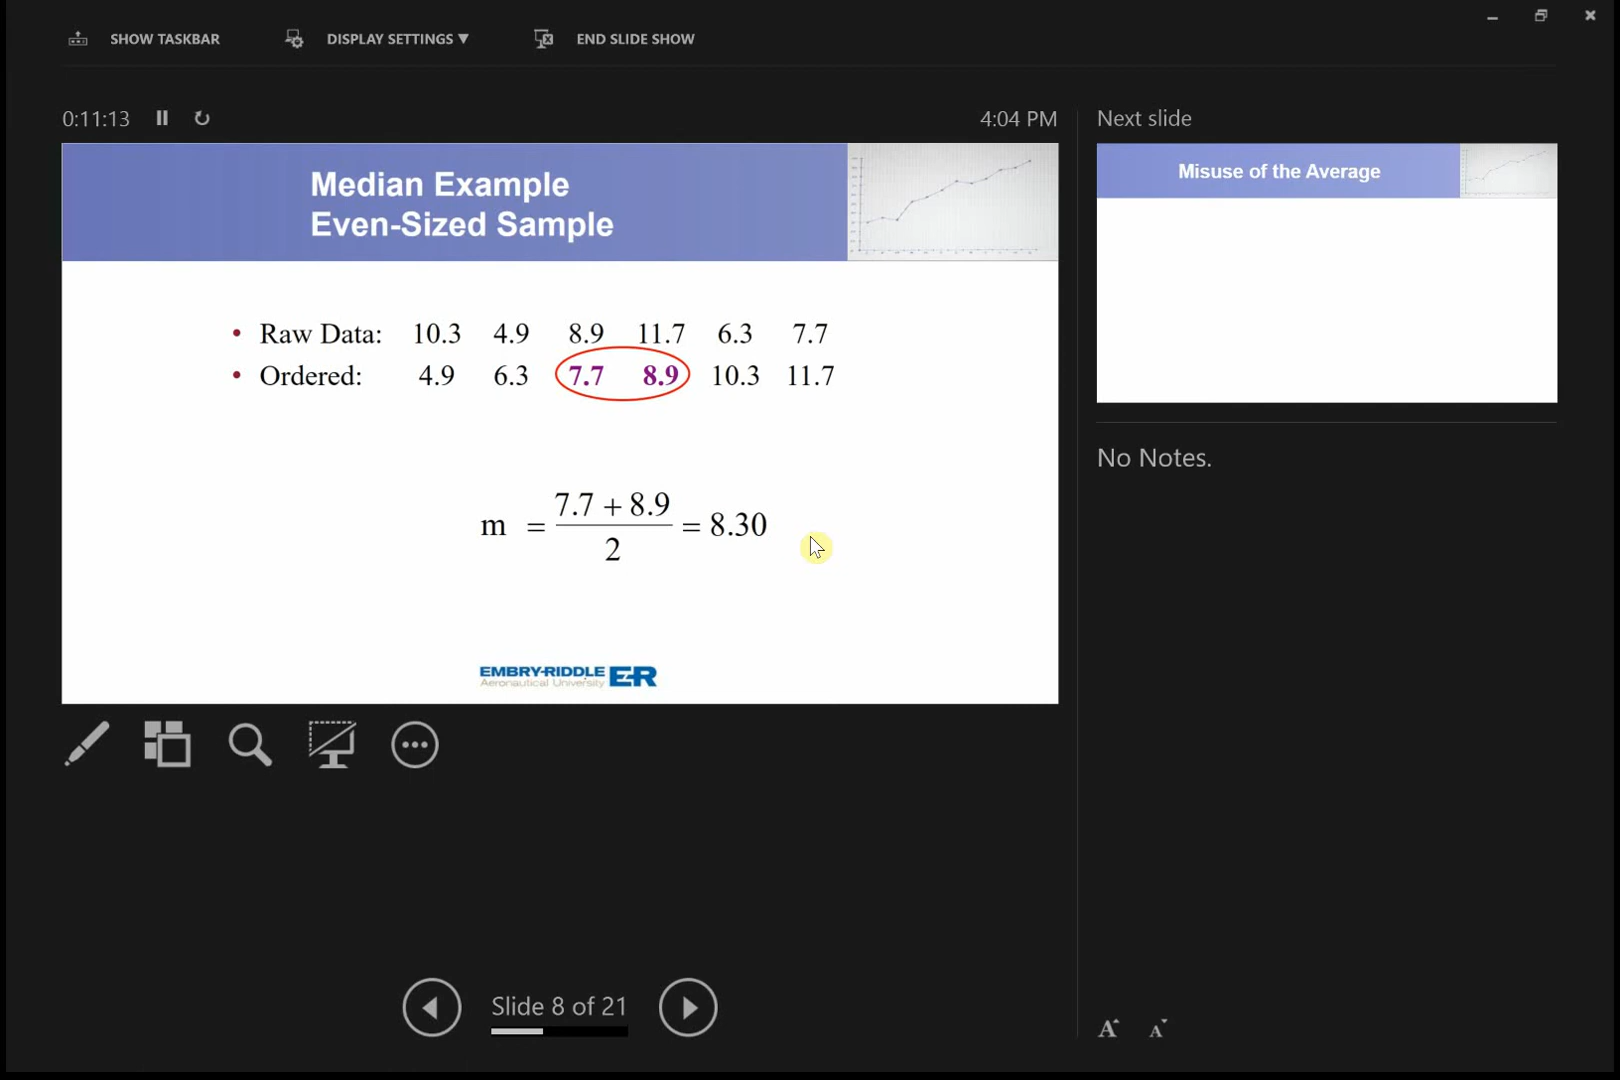 SHOW TASKBAR DISPLAY SETTINGS ▼ END SLIDE SHOW
0:11:13 4:04 PM
Median Example
Even-Sized Sample
• Raw Data: 10.3 4.9 8.9 11.7 6.3 7.7
• Ordered: 4.9 6.3 7.7 8.9 10.3 11.7
m = (7.7 + 8.9) / 2 = 8.30
EMBRY-RIDDLE
Aeronautical University
ER
Slide 8 of 21
Next slide
Misuse of the Average
No Notes.
A A